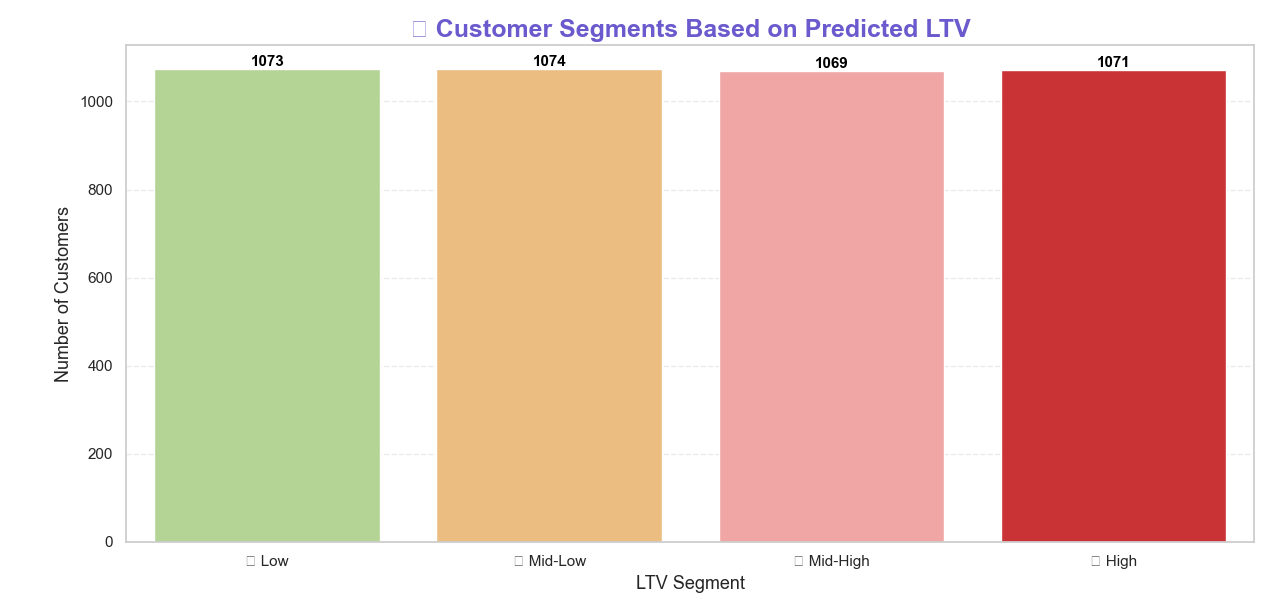 ▯ Customer Segments Based on Predicted LTV
1073
1074
1069
1071
1000
800
600
400
200
0
Number of Customers
▯ Low
▯ Mid-Low
▯ Mid-High
▯ High
LTV Segment